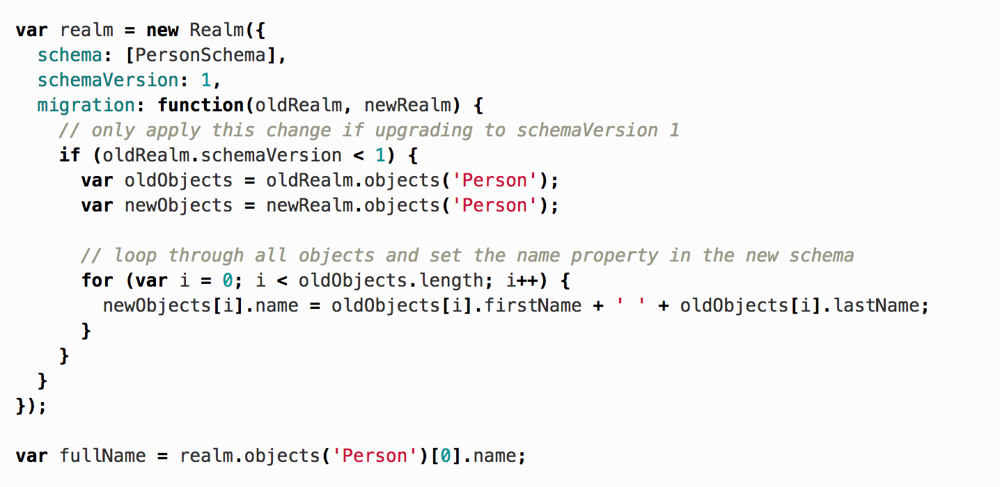 var realm = new Realm({
  schema: [PersonSchema],
  schemaVersion: 1,
  migration: function(oldRealm, newRealm) {
    // only apply this change if upgrading to schemaVersion 1
    if (oldRealm.schemaVersion < 1) {
      var oldObjects = oldRealm.objects('Person');
      var newObjects = newRealm.objects('Person');

      // loop through all objects and set the name property in the new schema
      for (var i = 0; i < oldObjects.length; i++) {
        newObjects[i].name = oldObjects[i].firstName + ' ' + oldObjects[i].lastName;
      }
    }
  }
});

var fullName = realm.objects('Person')[0].name;